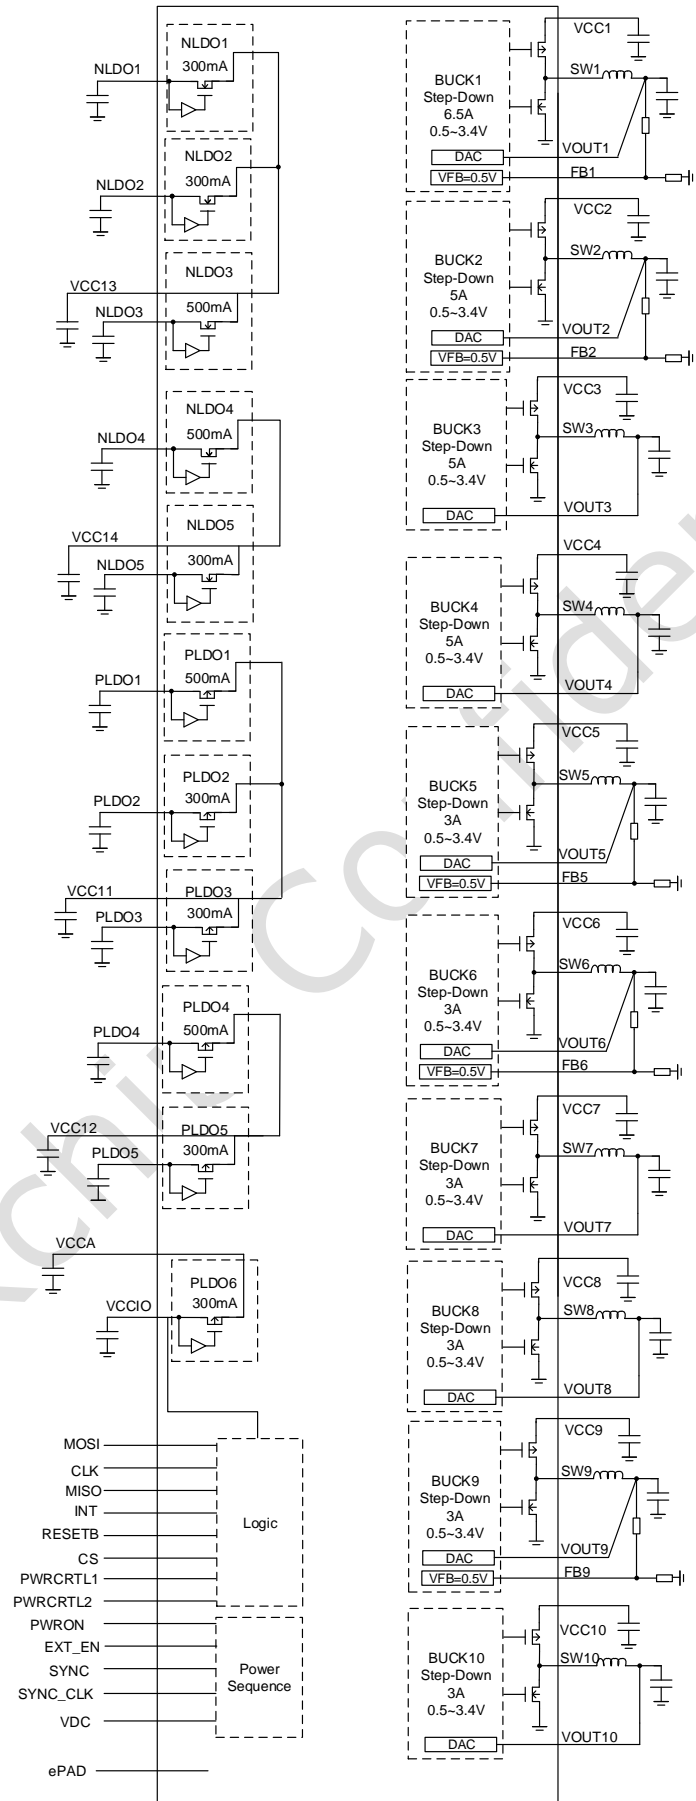 NLDO1
300mA
NLDO1
NLDO2
300mA
NLDO2
NLDO3
VCC13
500mA
NLDO3
NLDO4
500mA
NLDO4
NLDO5
VCC14
300mA
NLDO5
PLDO1
500mA
PLDO1
PLDO2
300mA
PLDO2
PLDO3
VCC11
300mA
PLDO3
PLDO4
500mA
PLDO4
PLDO5
VCC12
300mA
PLDO5
VCCA
PLDO6
300mA
VCCIO
MOSI
CLK
MISO
INT
RESETB
CS
PWRCRTL1
PWRCRTL2
Logic
PWRON
EXT_EN
SYNC
SYNC_CLK
VDC
Power
Sequence
ePAD
VCC1
SW1
BUCK1
Step-Down
6.5A
0.5~3.4V
VOUT1
DAC
FB1
VFB=0.5V
VCC2
SW2
BUCK2
Step-Down
5A
0.5~3.4V
VOUT2
DAC
FB2
VFB=0.5V
VCC3
SW3
BUCK3
Step-Down
5A
0.5~3.4V
VOUT3
DAC
VCC4
SW4
BUCK4
Step-Down
5A
0.5~3.4V
VOUT4
DAC
VCC5
SW5
BUCK5
Step-Down
3A
0.5~3.4V
VOUT5
DAC
FB5
VFB=0.5V
VCC6
SW6
BUCK6
Step-Down
3A
0.5~3.4V
VOUT6
DAC
FB6
VFB=0.5V
VCC7
SW7
BUCK7
Step-Down
3A
0.5~3.4V
VOUT7
DAC
VCC8
SW8
BUCK8
Step-Down
3A
0.5~3.4V
VOUT8
DAC
VCC9
SW9
BUCK9
Step-Down
3A
0.5~3.4V
VOUT9
DAC
FB9
VFB=0.5V
VCC10
SW10
BUCK10
Step-Down
3A
0.5~3.4V
VOUT10
DAC